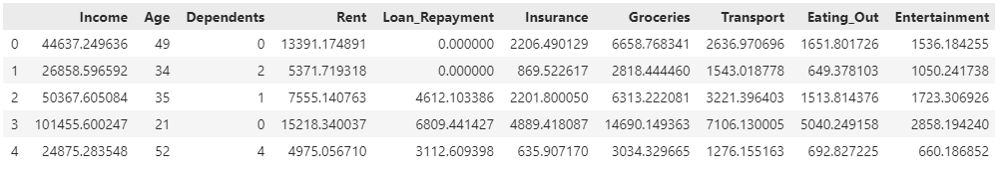 Income Age Dependents Rent Loan_Repayment Insurance Groceries Transport Eating_Out Entertainment
0 44637.249636 49 0 13391.174891 0.000000 2206.490129 6658.768341 2636.970696 1651.801726 1536.184255
1 26858.596592 34 2 5371.719318 0.000000 869.522617 2818.444460 1543.018778 649.378103 1050.241738
2 50367.605084 35 1 7555.140763 4612.103386 2201.800050 6313.222081 3221.396403 1513.814376 1723.306926
3 101455.600247 21 0 15218.340037 6809.441427 4889.418087 14690.149363 7106.130005 5040.249158 2858.194240
4 24875.283548 52 4 4975.056710 3112.609398 635.907170 3034.329665 1276.155163 692.827225 660.186852